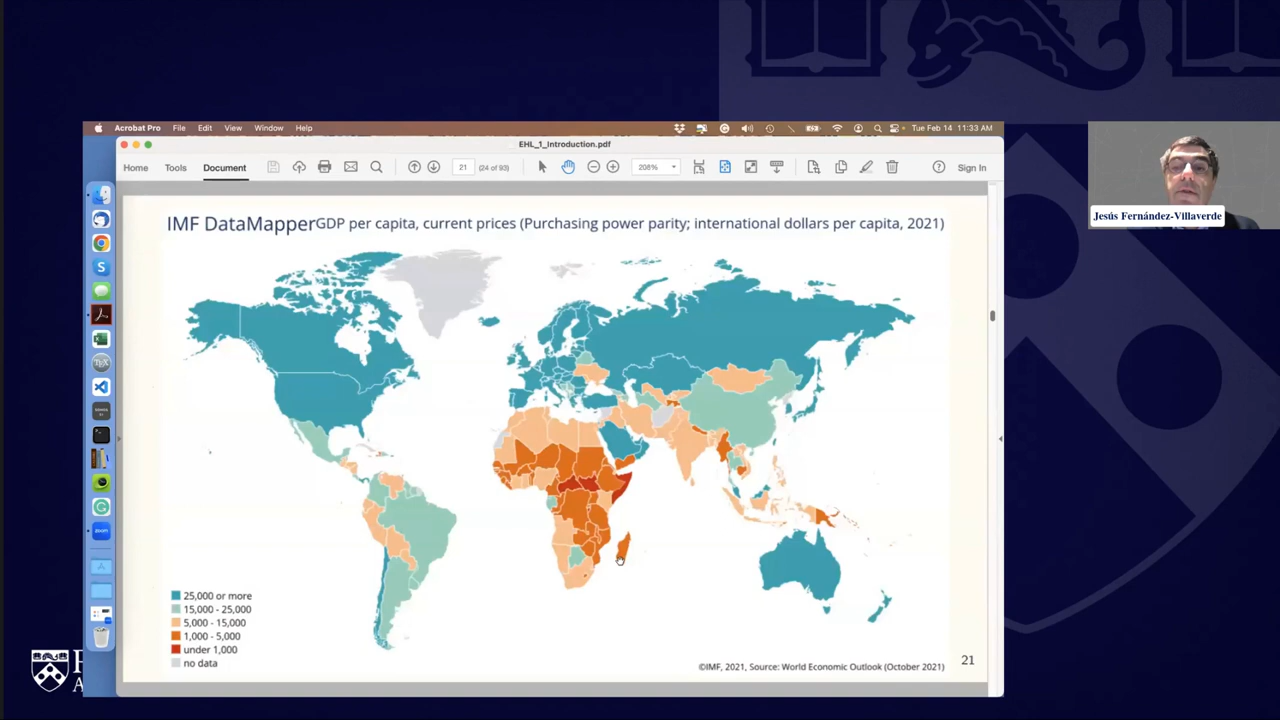 Acrobat Pro File Edit View Window Help Tue Feb 14 11:33 AM
EHL_1_Introduction.pdf
Home Tools Document 21 (24 of 93) 208% Sign In
IMF DataMapper GDP per capita, current prices (Purchasing power parity; international dollars per capita, 2021)
Jesús Fernández-Villaverde
25,000 or more
15,000 - 25,000
5,000 - 15,000
1,000 - 5,000
under 1,000
no data
©IMF, 2021, Source: World Economic Outlook (October 2021)
21
zoom